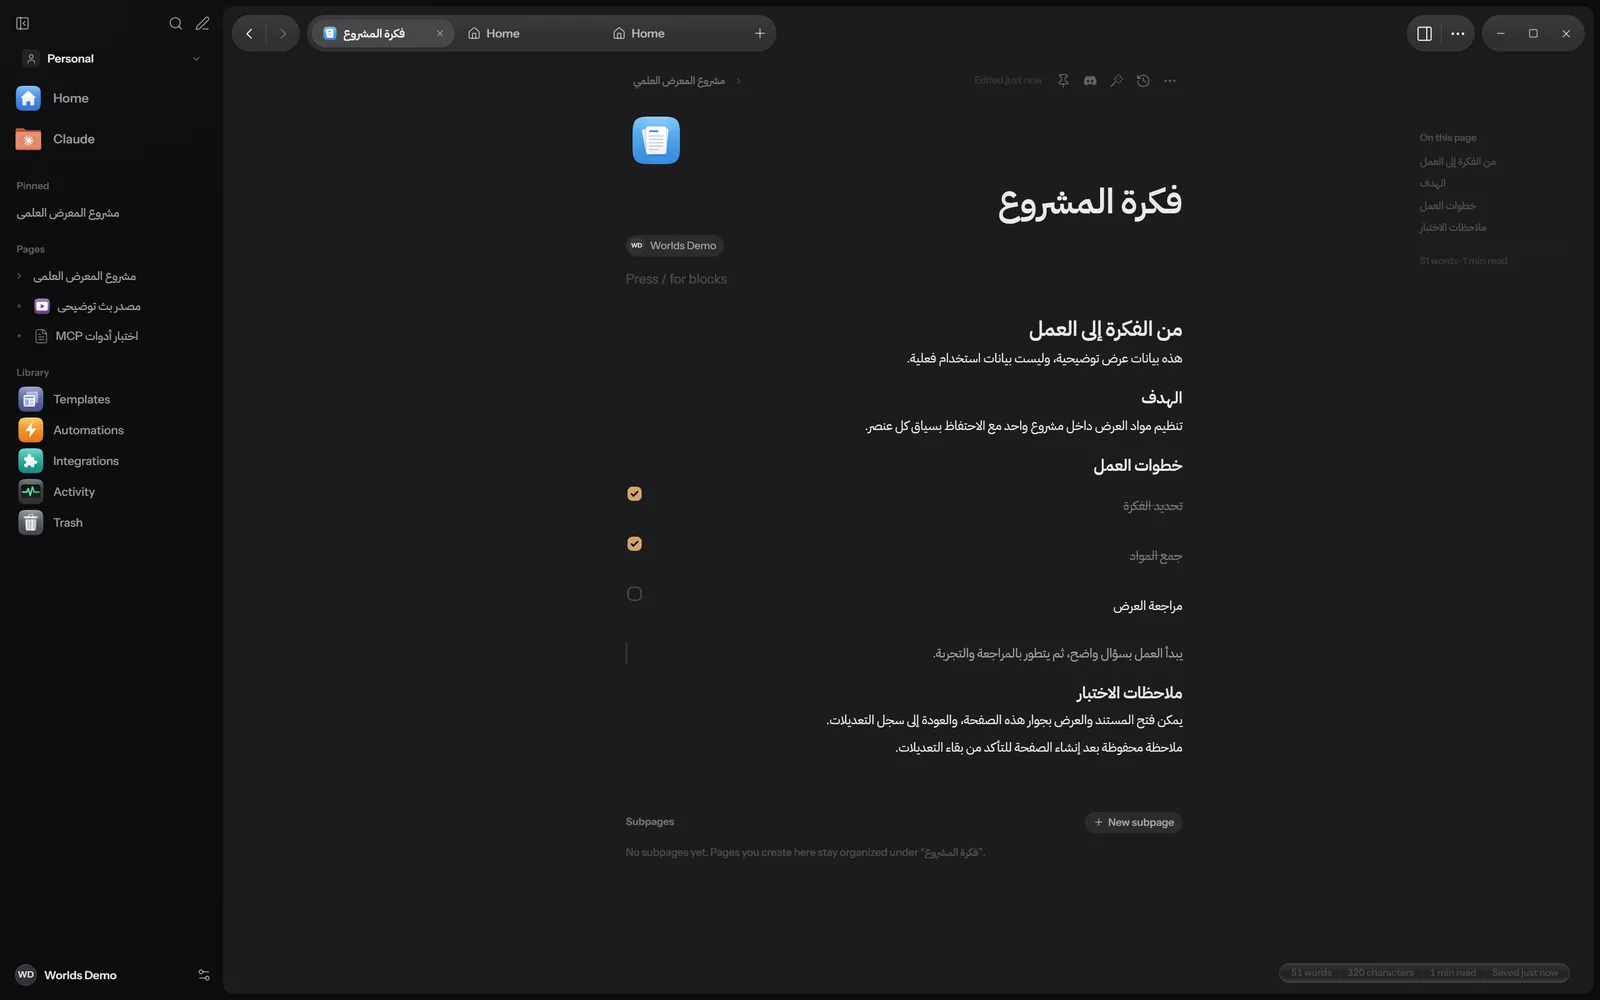 فكرة المشروع
Home
Home
Personal
Home
Claude
Pinned
مشروع المعرض العلمي
Pages
مشروع المعرض العلمي
مصدر بث توضيحي
اختبار أدوات MCP
Library
Templates
Automations
Integrations
Activity
Trash
WD Worlds Demo
مشروع المعرض العلمي
Edited just now
فكرة المشروع
WD Worlds Demo
Press / for blocks
من الفكرة إلى العمل
هذه بيانات عرض توضيحية، وليست بيانات استخدام فعلية.
الهدف
تنظيم مواد العرض داخل مشروع واحد مع الاحتفاظ بسياق كل عنصر.
خطوات العمل
تحديد الفكرة
جمع المواد
مراجعة العرض
يبدأ العمل بسؤال واضح، ثم يتطور بالمراجعة والتجربة.
ملاحظات الاختبار
يمكن فتح المستند والعرض بجوار هذه الصفحة، والعودة إلى سجل التعديلات.
ملاحظة محفوظة بعد إنشاء الصفحة للتأكد من بقاء التعديلات.
Subpages
+ New subpage
No subpages yet. Pages you create here stay organized under "فكرة المشروع".
On this page
من الفكرة إلى العمل
الهدف
خطوات العمل
ملاحظات الاختبار
51 words · 1 min read
51 words 320 characters 1 min read Saved just now